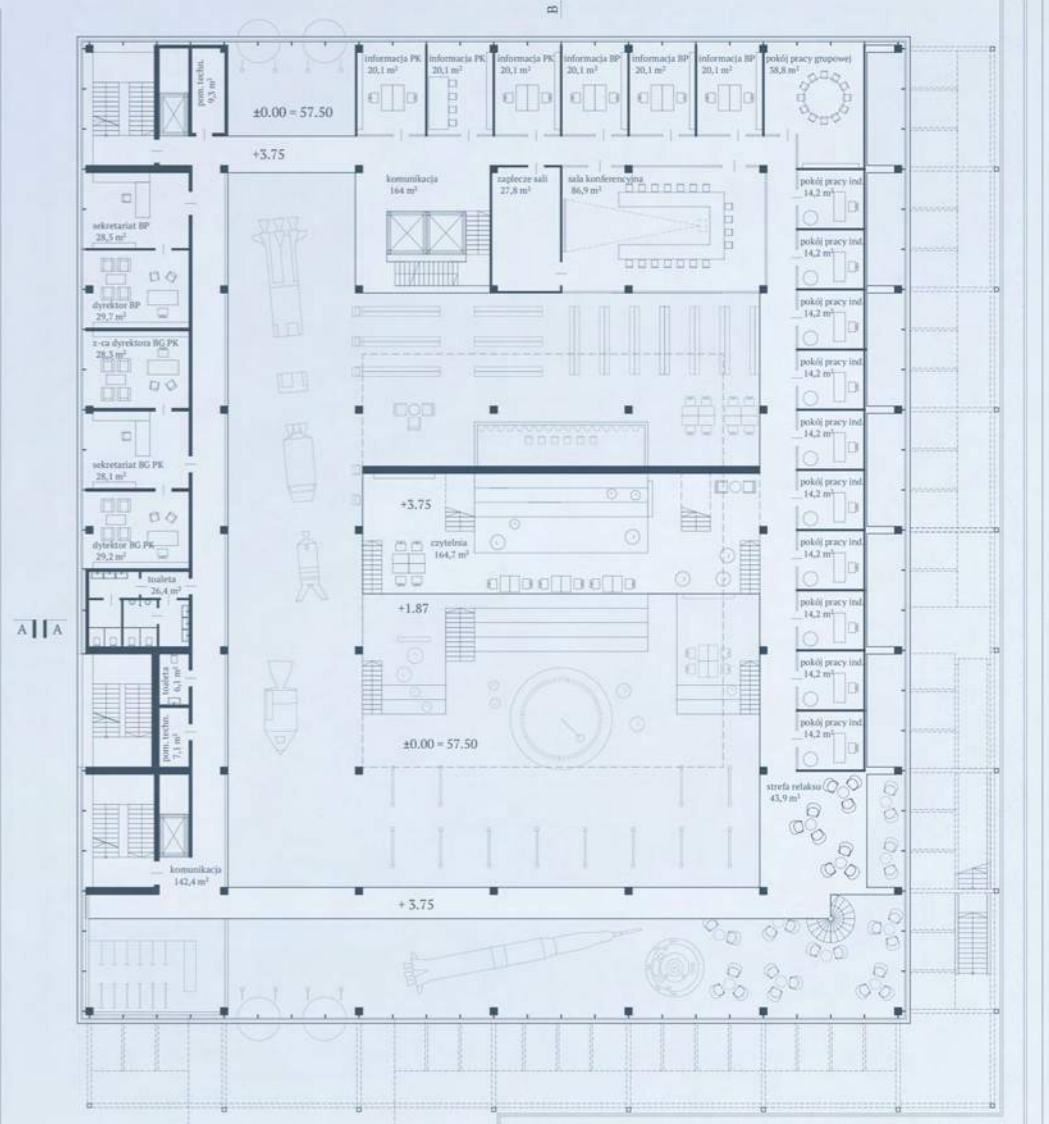 B
informacja PK
20,1 m²
informacja PK
20,1 m²
informacja PK
20,1 m²
informacja BP
20,1 m²
informacja BP
20,1 m²
informacja BP
20,1 m²
pokój pracy grupowej
38,8 m²
pom. techn.
9,3 m²
±0.00 = 57.50
+3.75
komunikacja
164 m²
zaplecze sali
27,8 m²
sala konferencyjna
86,9 m²
pokój pracy ind.
14,2 m²
sekretariat BP
28,5 m²
pokój pracy ind.
14,2 m²
dyrektor BP
29,7 m²
pokój pracy ind.
14,2 m²
z-ca dyrektora BG PK
28,3 m²
pokój pracy ind.
14,2 m²
pokój pracy ind.
14,2 m²
sekretariat BG PK
28,1 m²
pokój pracy ind.
14,2 m²
+3.75
czytelnia
164,7 m²
dytektor BG PK
29,2 m²
pokój pracy ind.
14,2 m²
toaleta
26,4 m²
+1.87
pokój pracy ind.
14,2 m²
A A
toaleta
6,1 m²
pokój pracy ind.
14,2 m²
pom. techn.
7,1 m²
±0.00 = 57.50
pokój pracy ind.
14,2 m²
strefa relaksu
43,9 m²
komunikacja
142,4 m²
+ 3.75